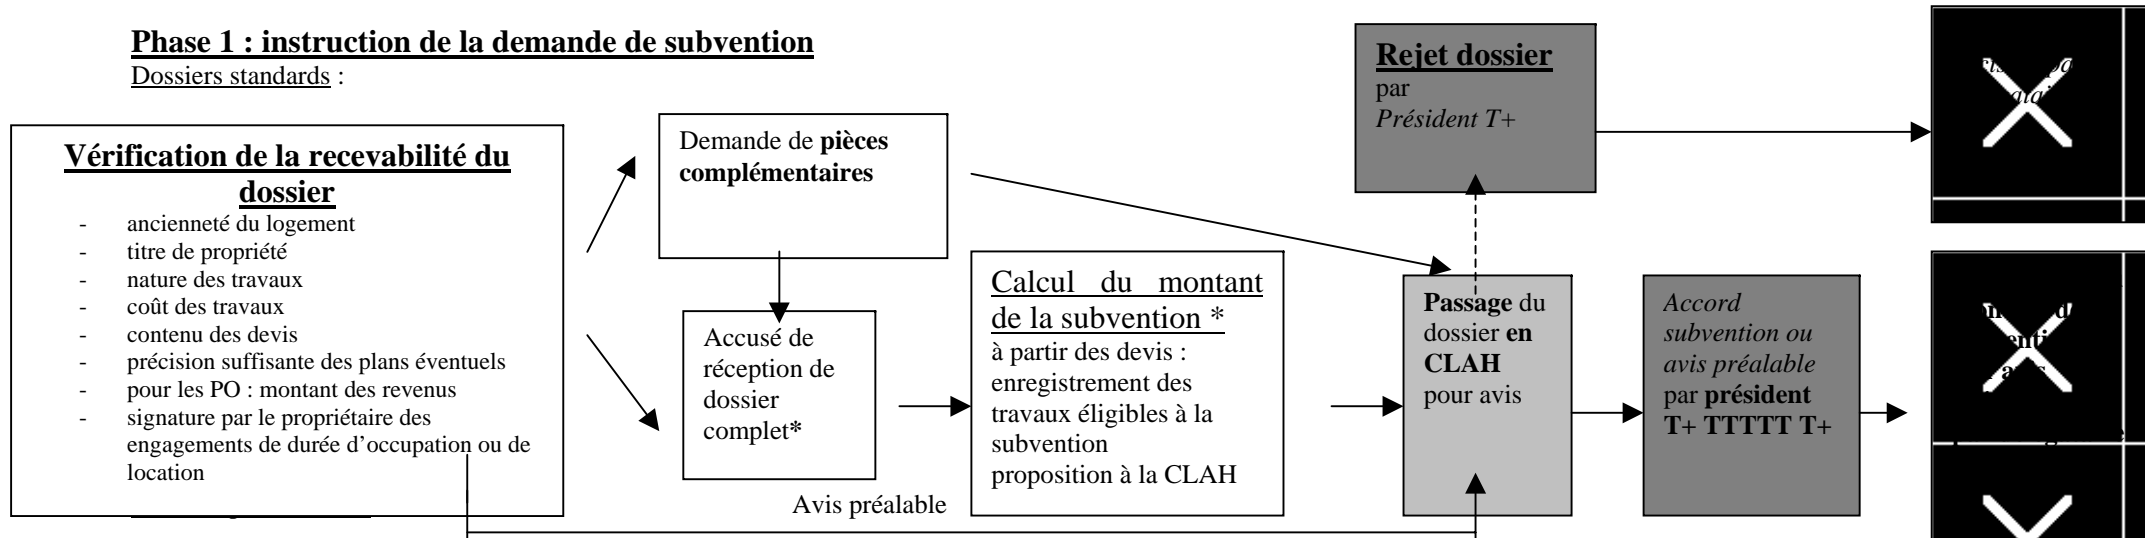 Phase 1 : instruction de la demande de subvention
Dossiers standards :
Vérification de la recevabilité du
dossier
- ancienneté du logement
- titre de propriété
- nature des travaux
- coût des travaux
- contenu des devis
- précision suffisante des plans éventuels
- pour les PO : montant des revenus
- signature par le propriétaire des
engagements de durée d’occupation ou de
location
Demande de pièces
complémentaires
Accusé de
réception de
dossier
complet*
Avis préalable
Calcul du montant
de la subvention *
à partir des devis :
enregistrement des
travaux éligibles à la
subvention
proposition à la CLAH
Rejet dossier
par
Président T+
Passage du
dossier en
CLAH
pour avis
Accord
subvention ou
avis préalable
par président
T+ TTTTT T+